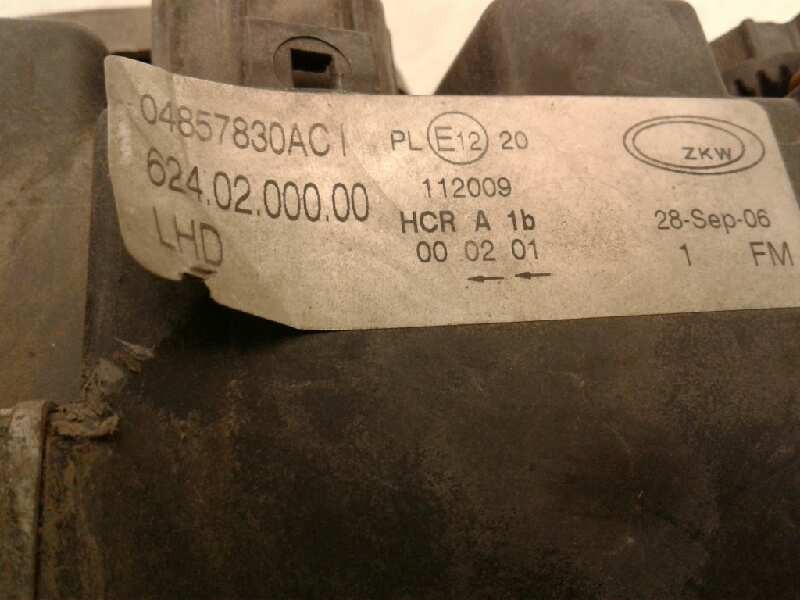 04857830AC I
624.02.000.00
LHD
PL E12 20
112009
HCR A 1b
00 02 01
ZKW
28-Sep-06
1 FM